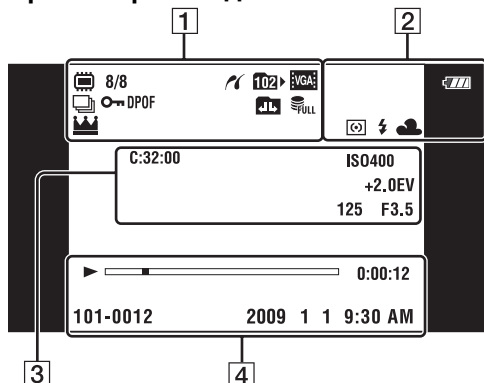 1 2
8/8 102 VGA
DPOF FULL
C:32:00 ISO400
+2.0EV
125 F3.5
0:00:12
101-0012 2009 1 1 9:30 AM
3 4